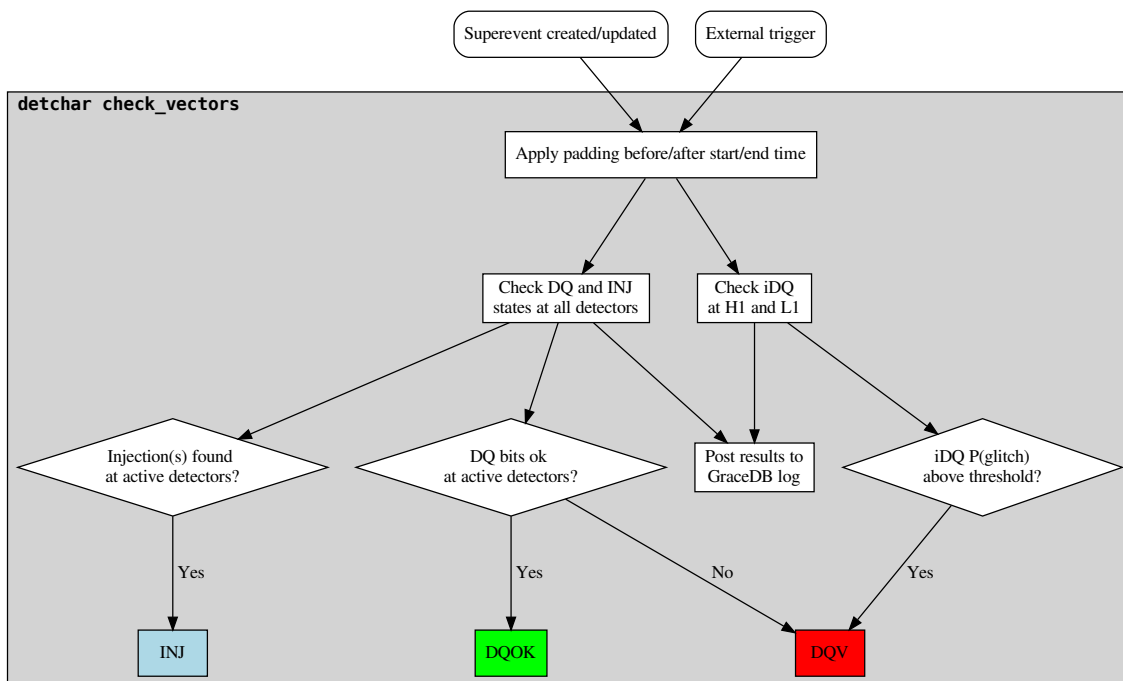 Superevent created/updated
External trigger
detchar check_vectors
Apply padding before/after start/end time
Check DQ and INJ
states at all detectors
Check iDQ
at H1 and L1
Injection(s) found
at active detectors?
DQ bits ok
at active detectors?
Post results to
GraceDB log
iDQ P(glitch)
above threshold?
Yes
Yes
No
Yes
INJ
DQOK
DQV